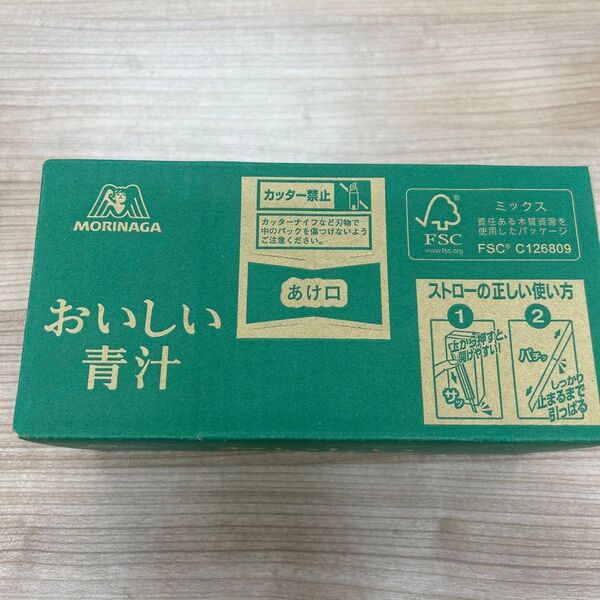 MORINAGA
おいしい
青汁
カッター禁止
カッターナイフなど刃物で
中のパックを傷つけないよう
ご注意ください。
あけ口
FSC
www.fsc.org
ミックス
責任ある木質資源を
使用したパッケージ
FSC® C126809
ストローの正しい使い方
1
上から押すと、
開けやすい!
サッ
2
パチッ
しっかり
止まるまで
引っぱる